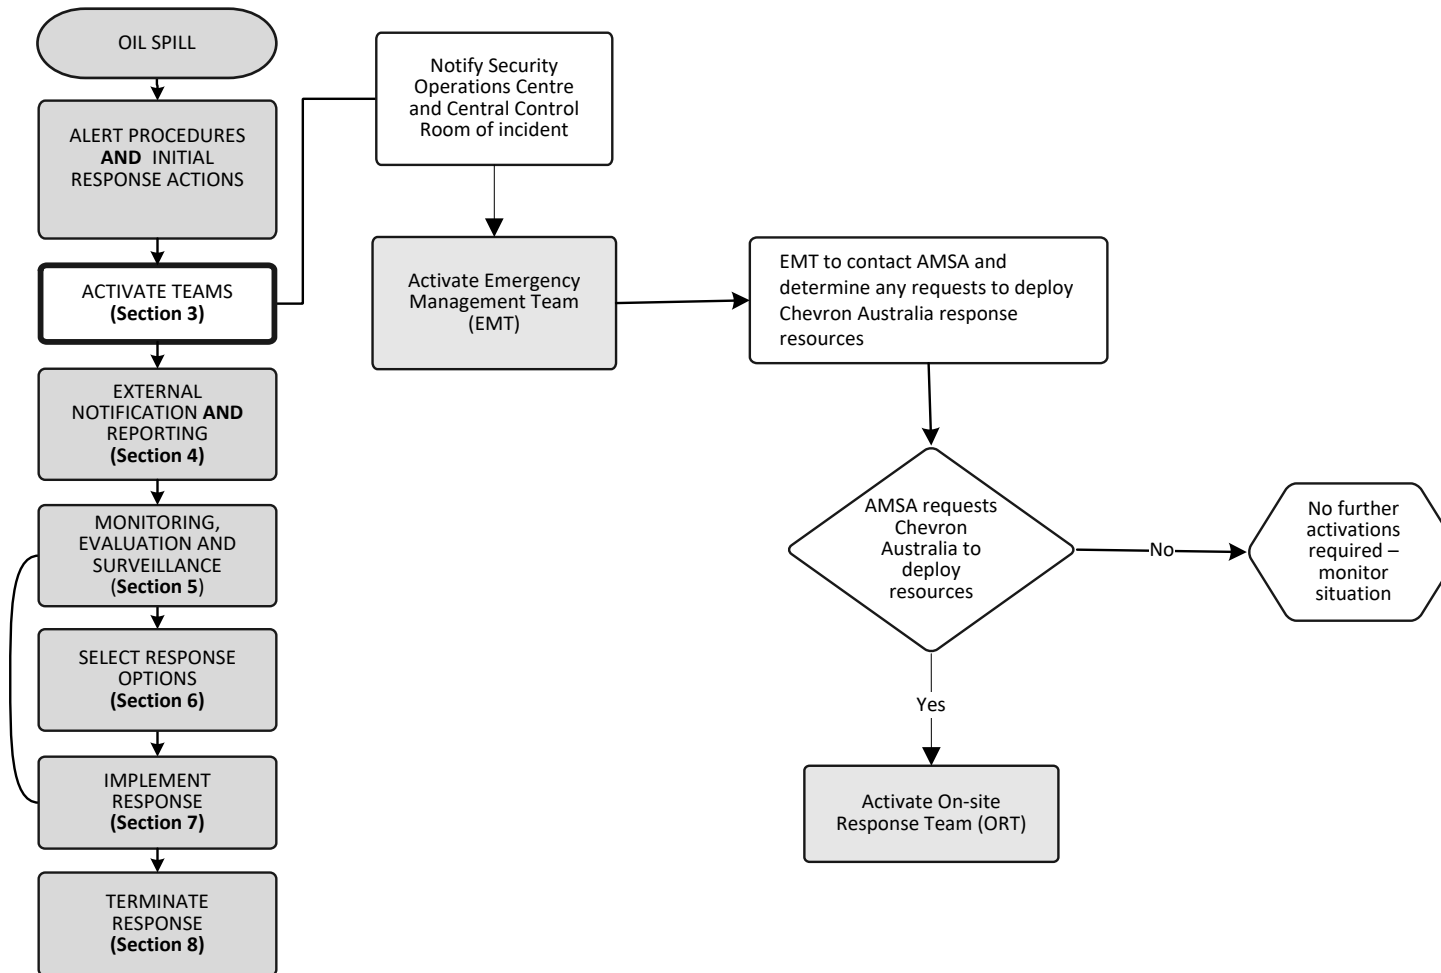 OIL SPILL
ALERT PROCEDURES
AND INITIAL
RESPONSE ACTIONS
ACTIVATE TEAMS
(Section 3)
EXTERNAL
NOTIFICATION AND
REPORTING
(Section 4)
MONITORING,
EVALUATION AND
SURVEILLANCE
(Section 5)
SELECT RESPONSE
OPTIONS
(Section 6)
IMPLEMENT
RESPONSE
(Section 7)
TERMINATE
RESPONSE
(Section 8)
Notify Security
Operations Centre
and Central Control
Room of incident
Activate Emergency
Management Team
(EMT)
EMT to contact AMSA and
determine any requests to deploy
Chevron Australia response
resources
AMSA requests
Chevron
Australia to
deploy
resources
No
No further
activations
required –
monitor
situation
Yes
Activate On-site
Response Team (ORT)